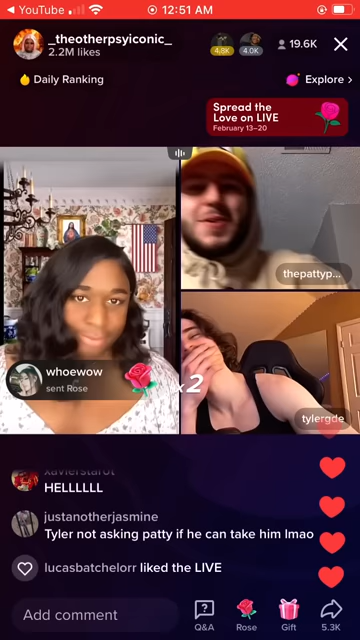 YouTube
12:51 AM
_theotherpsyiconic_
2.2M likes
4.8K
4.0K
19.6K
Daily Ranking
Explore
Spread the
Love on LIVE
February 13–20
thepattyp...
whoewow
sent Rose
x2
tylergde
xavierstarot
HELLLLLL
justanotherjasmine
Tyler not asking patty if he can take him lmao
lucasbatchelorr liked the LIVE
Add comment
Q&A
Rose
Gift
5.3K